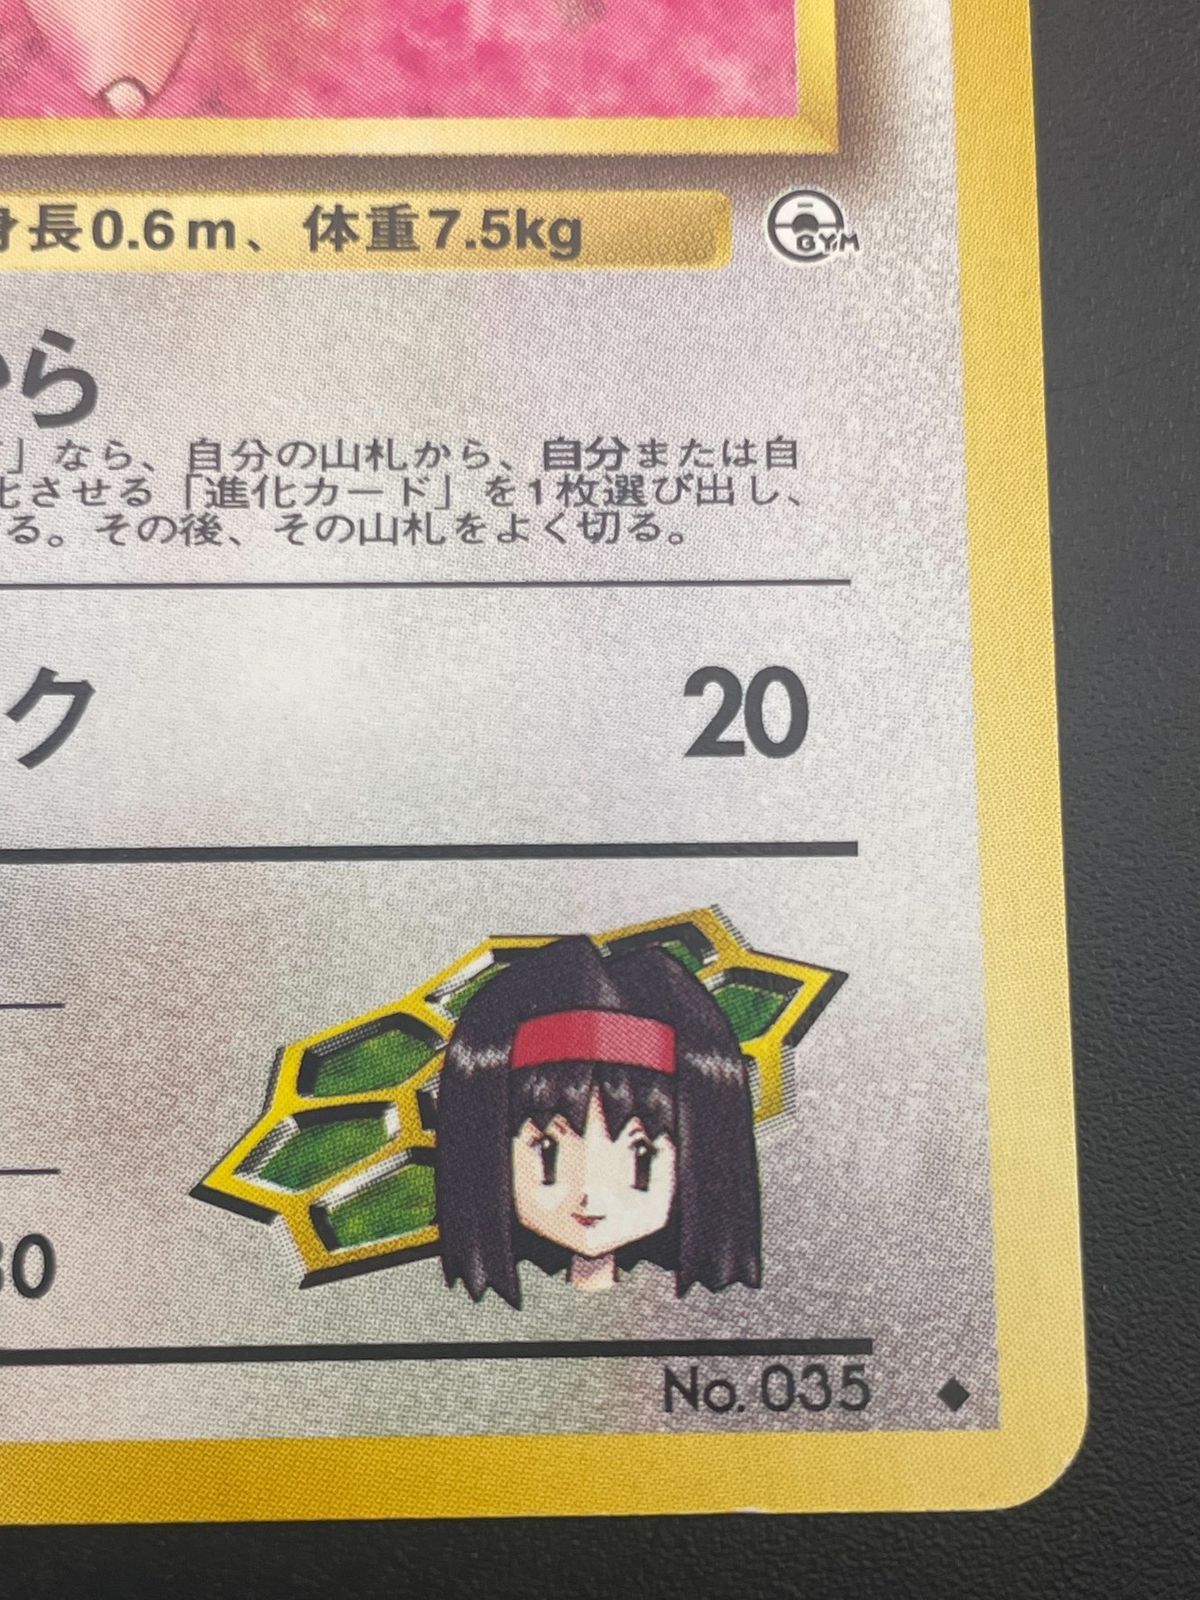 身長0.6m、体重7.5kg
GYM
から
」なら、自分の山札から、自分または自
化させる「進化カード」を1枚選び出し、
る。その後、その山札をよく切る。
ク 20
30
No. 035